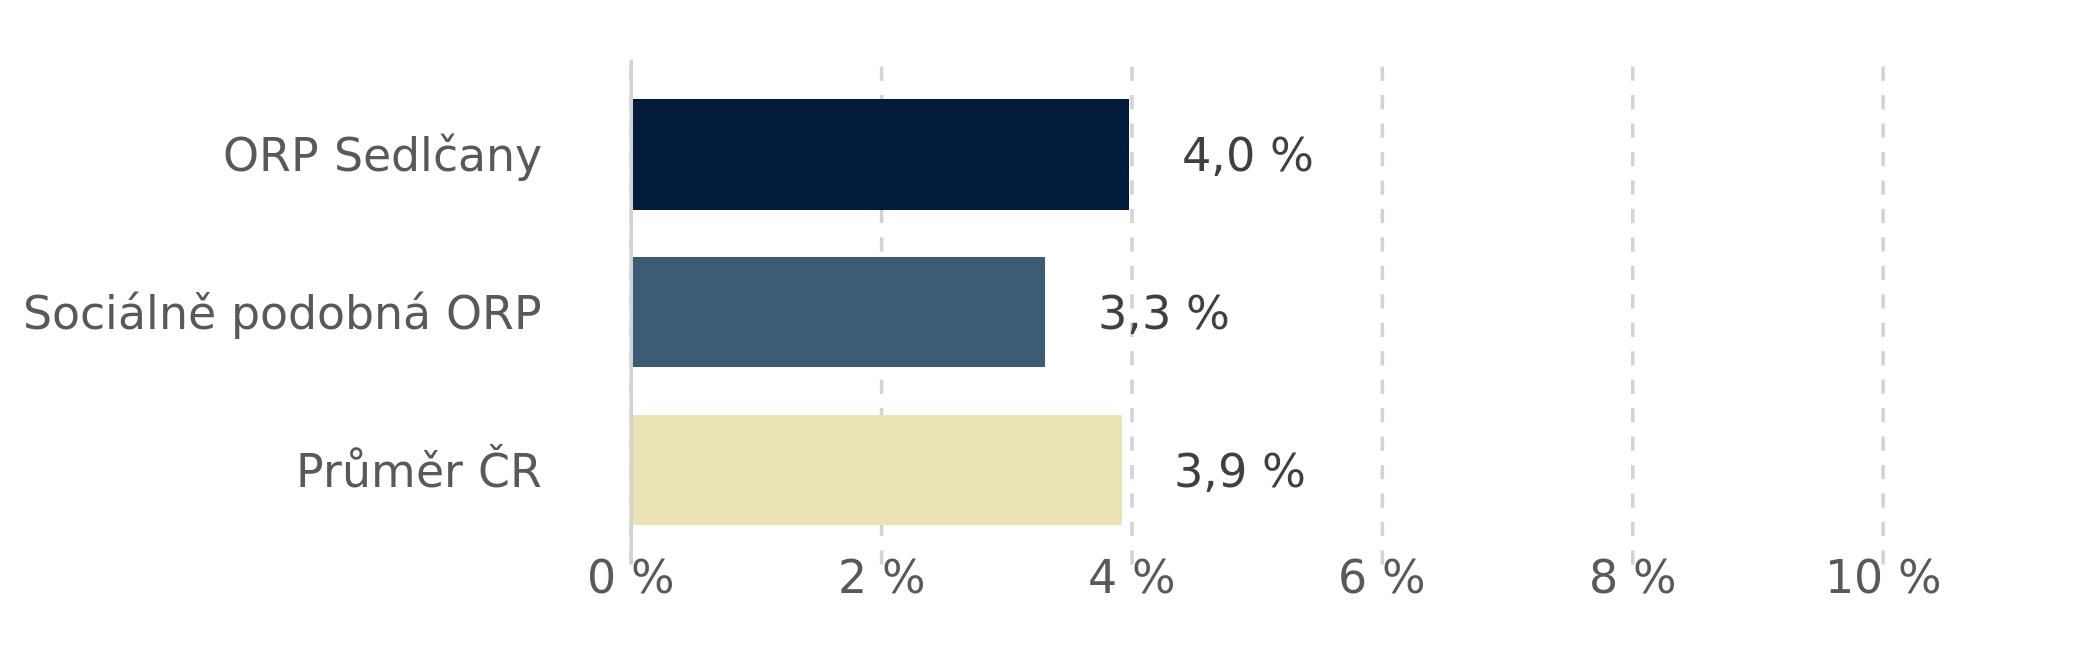 ORP Sedlčany 4,0 %
Sociálně podobná ORP 3,3 %
Průměr ČR 3,9 %
0 % 2 % 4 % 6 % 8 % 10 %